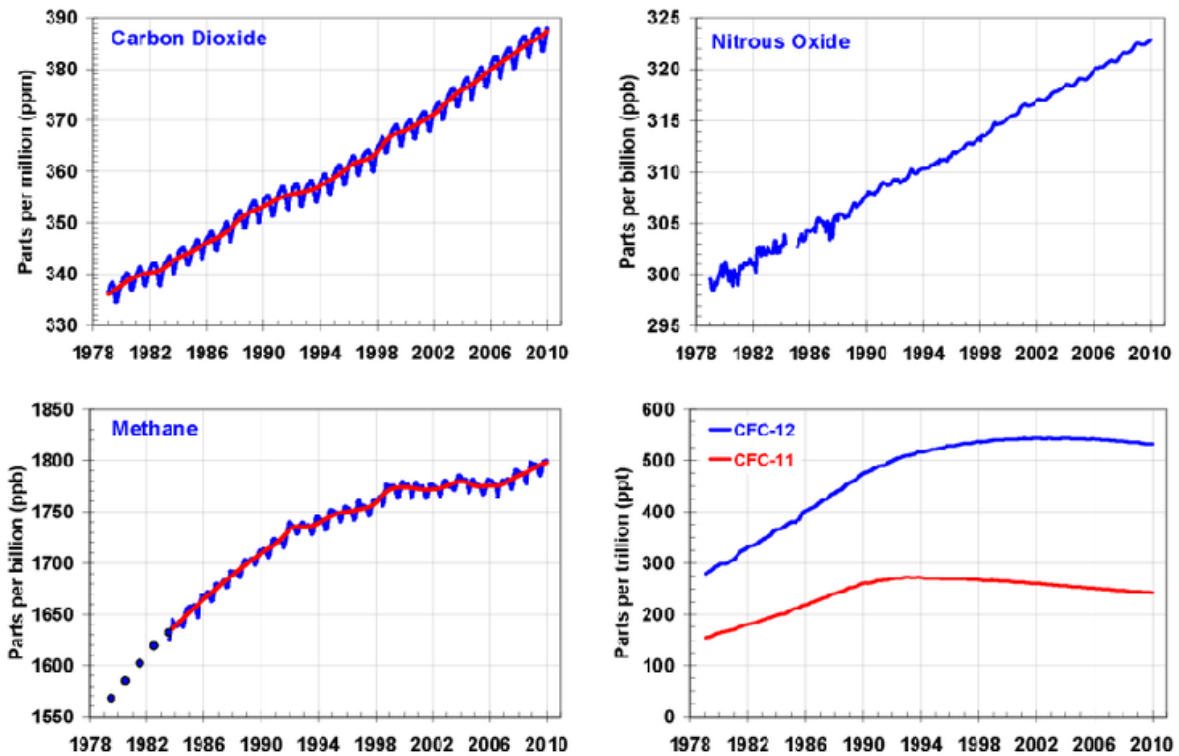 Carbon Dioxide
Parts per million (ppm)
390
380
370
360
350
340
330
1978 1982 1986 1990 1994 1998 2002 2006 2010
Nitrous Oxide
Parts per billion (ppb)
325
320
315
310
305
300
295
1978 1982 1986 1990 1994 1998 2002 2006 2010
Methane
Parts per billion (ppb)
1850
1800
1750
1700
1650
1600
1550
1978 1982 1986 1990 1994 1998 2002 2006 2010
CFC-12
CFC-11
Parts per trillion (ppt)
600
500
400
300
200
100
0
1978 1982 1986 1990 1994 1998 2002 2006 2010